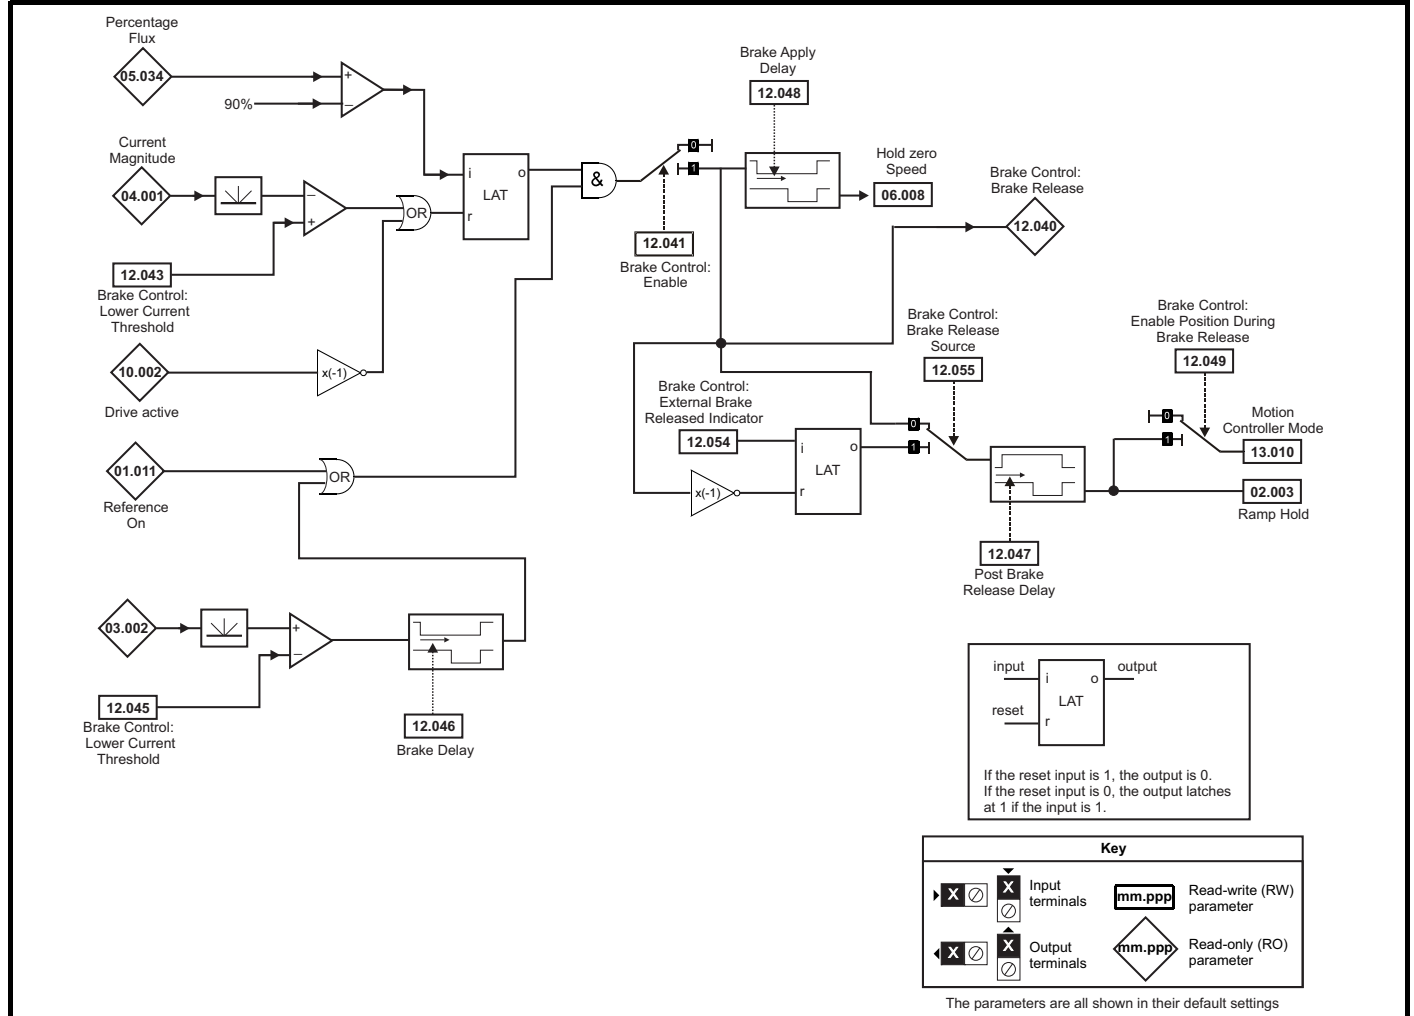 Percentage
Flux
05.034
+
–
90%
Current
Magnitude
04.001
–
+
OR
12.043
Brake Control:
Lower Current
Threshold
10.002
Drive active
x(-1)
i
o
LAT
r
&
0
1
12.041
Brake Control:
Enable
Brake Apply
Delay
12.048
Hold zero
Speed
06.008
Brake Control:
Brake Release
12.040
01.011
Reference
On
OR
03.002
+
–
12.045
Brake Control:
Lower Current
Threshold
12.046
Brake Delay
Brake Control:
External Brake
Released Indicator
12.054
x(-1)
i
o
LAT
r
Brake Control:
Brake Release
Source
12.055
0
1
12.047
Post Brake
Release Delay
Brake Control:
Enable Position During
Brake Release
12.049
0
1
Motion
Controller Mode
13.010
02.003
Ramp Hold
input
i
o
output
LAT
reset
r
If the reset input is 1, the output is 0.
If the reset input is 0, the output latches
at 1 if the input is 1.
Key
X
X
Input
terminals
mm.ppp
Read-write (RW)
parameter
X
X
Output
terminals
mm.ppp
Read-only (RO)
parameter
The parameters are all shown in their default settings